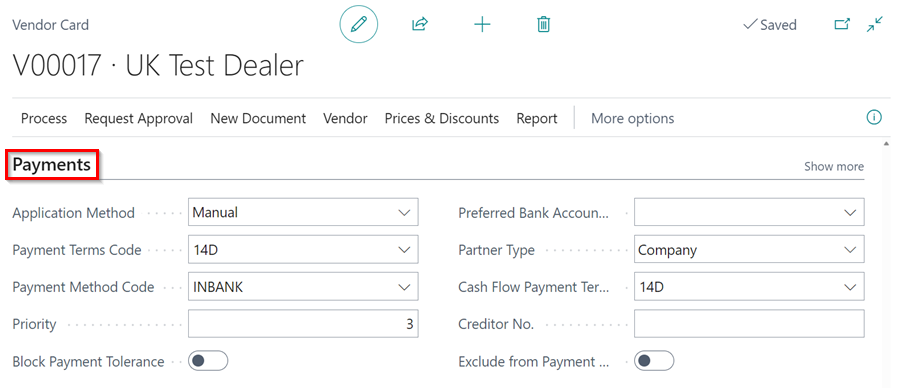 Vendor Card
Saved
V00017 · UK Test Dealer
Process Request Approval New Document Vendor Prices & Discounts Report More options
Payments Show more
Application Method Manual Preferred Bank Accoun...
Payment Terms Code 14D Partner Type Company
Payment Method Code INBANK Cash Flow Payment Ter... 14D
Priority 3 Creditor No.
Block Payment Tolerance Exclude from Payment ...